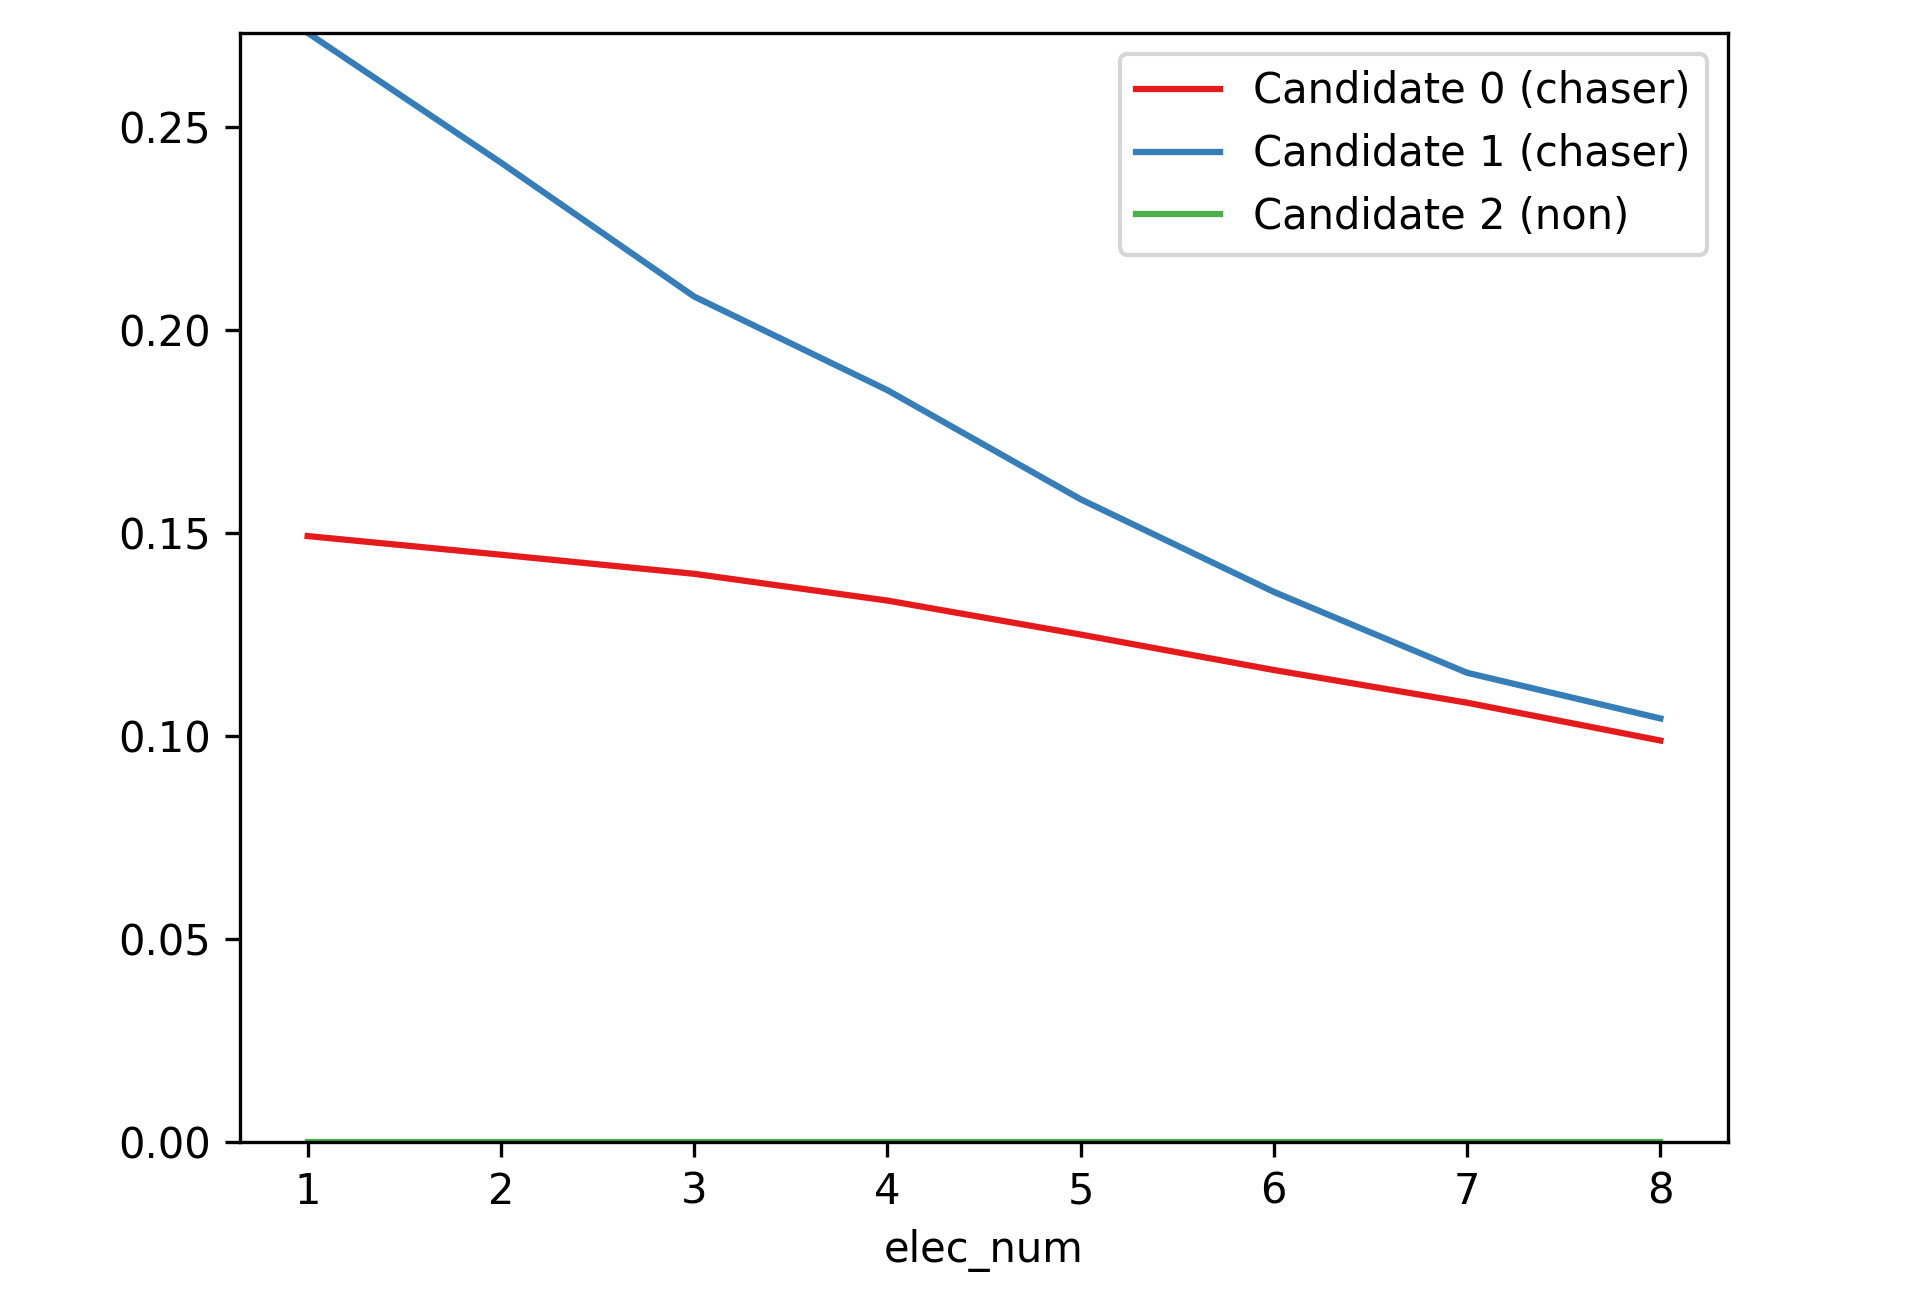 Candidate 0 (chaser)
Candidate 1 (chaser)
Candidate 2 (non)
0.25
0.20
0.15
0.10
0.05
0.00
1 2 3 4 5 6 7 8
elec_num